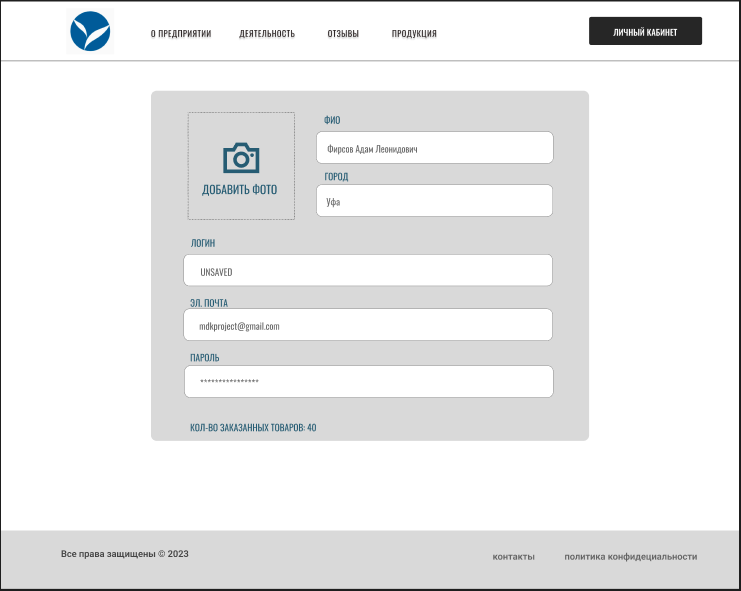 О ПРЕДПРИЯТИИ ДЕЯТЕЛЬНОСТЬ ОТЗЫВЫ ПРОДУКЦИЯ ЛИЧНЫЙ КАБИНЕТ
ДОБАВИТЬ ФОТО
ФИО
Фирсов Адам Леонидович
ГОРОД
Уфа
ЛОГИН
UNSAVED
ЭЛ. ПОЧТА
mdkproject@gmail.com
ПАРОЛЬ
****************
КОЛ-ВО ЗАКАЗАННЫХ ТОВАРОВ: 40
Все права защищены © 2023 контакты политика конфидециальности